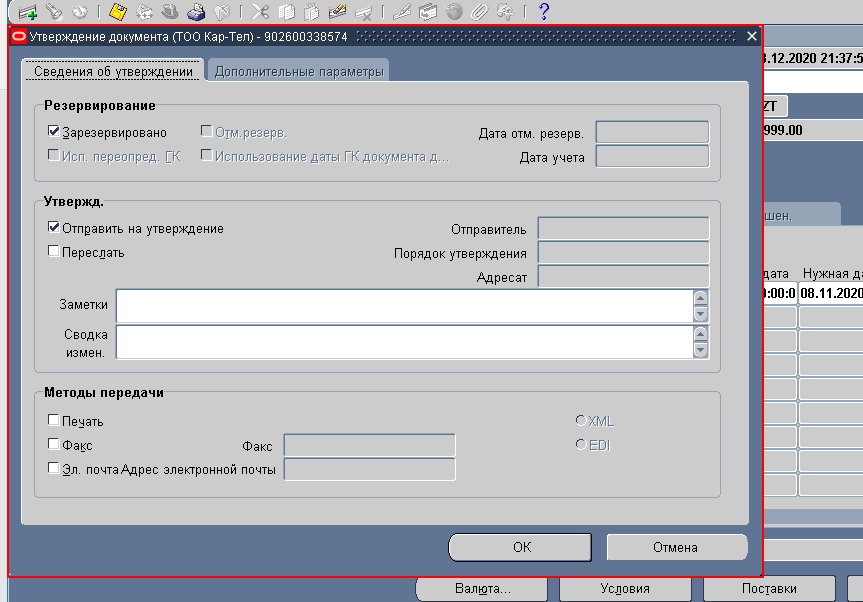 Утверждение документа (ТОО Кар-Тел) - 902600338574
3.12.2020 21:37:5
Сведения об утверждении
Дополнительные параметры
Резервирование
ZT
999.00
Зарезервировано
Отм.резерв.
Дата отм. резерв.
Исп. переопред. ГК
Использование даты ГК документа д...
Дата учета
Утвержд.
шен.
Отправить на утверждение
Отправитель
Переслать
Порядок утверждения
Адресат
дата
Нужная да
Заметки
0:00:0
08.11.2020
Сводка
измен.
Методы передачи
Печать
XML
Факс
Факс
EDI
Эл. почта
Адрес электронной почты
OK
Отмена
Валюта...
Условия
Поставки